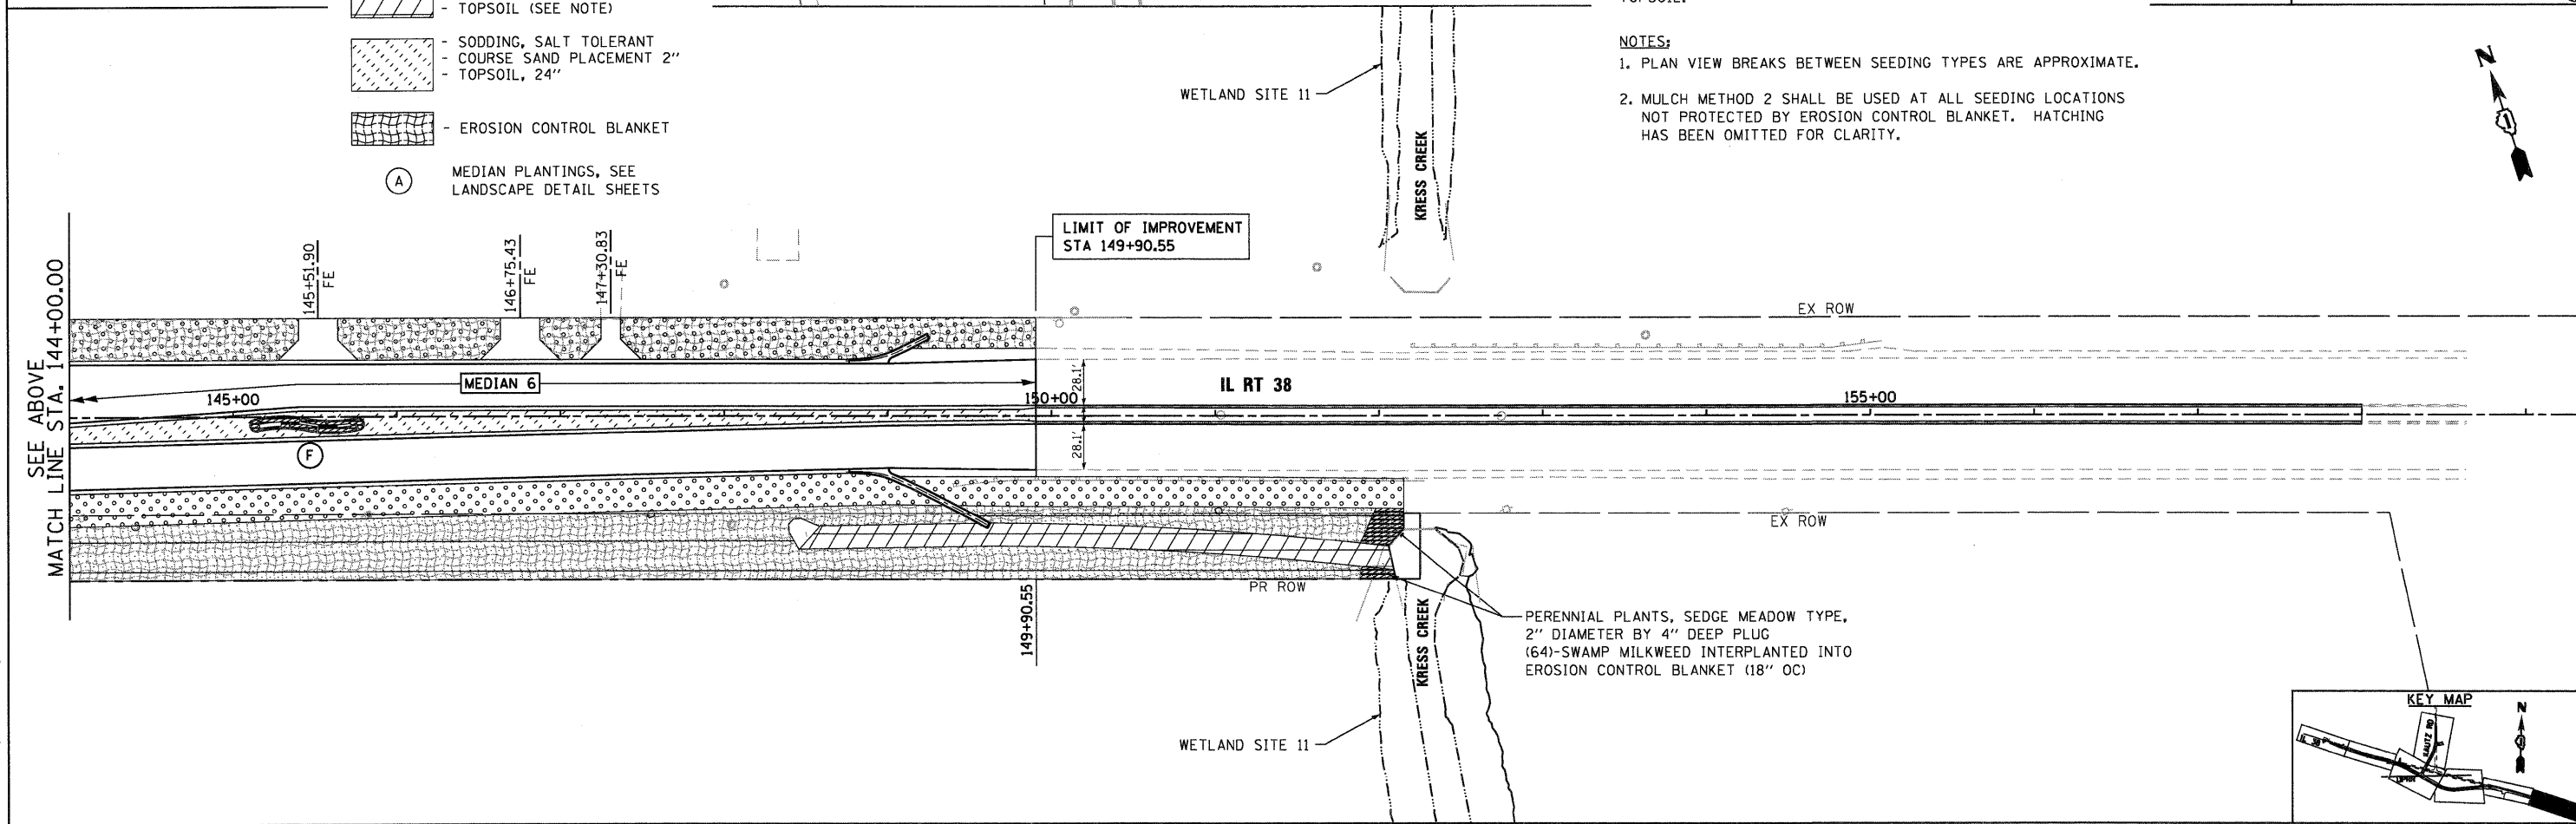 - TOPSOIL (SEE NOTE)
- SODDING, SALT TOLERANT
- COURSE SAND PLACEMENT 2"
- TOPSOIL, 24"
- EROSION CONTROL BLANKET
A
MEDIAN PLANTINGS, SEE
LANDSCAPE DETAIL SHEETS
NOTES:
1. PLAN VIEW BREAKS BETWEEN SEEDING TYPES ARE APPROXIMATE.
2. MULCH METHOD 2 SHALL BE USED AT ALL SEEDING LOCATIONS
NOT PROTECTED BY EROSION CONTROL BLANKET. HATCHING
HAS BEEN OMITTED FOR CLARITY.
N
1
WETLAND SITE 11
KRESS CREEK
LIMIT OF IMPROVEMENT
STA 149+90.55
145+51.90
FE
146+75.43
FE
147+30.83
FE
SEE ABOVE
MATCH LINE STA. 144+00.00
EX ROW
MEDIAN 6
28.1'
IL RT 38
145+00
150+00
155+00
F
28.1'
EX ROW
PR ROW
149+90.55
KRESS CREEK
PERENNIAL PLANTS, SEDGE MEADOW TYPE,
2" DIAMETER BY 4" DEEP PLUG
(64)-SWAMP MILKWEED INTERPLANTED INTO
EROSION CONTROL BLANKET (18" OC)
WETLAND SITE 11
KEY MAP
N
IL 38
KAUTZ RD